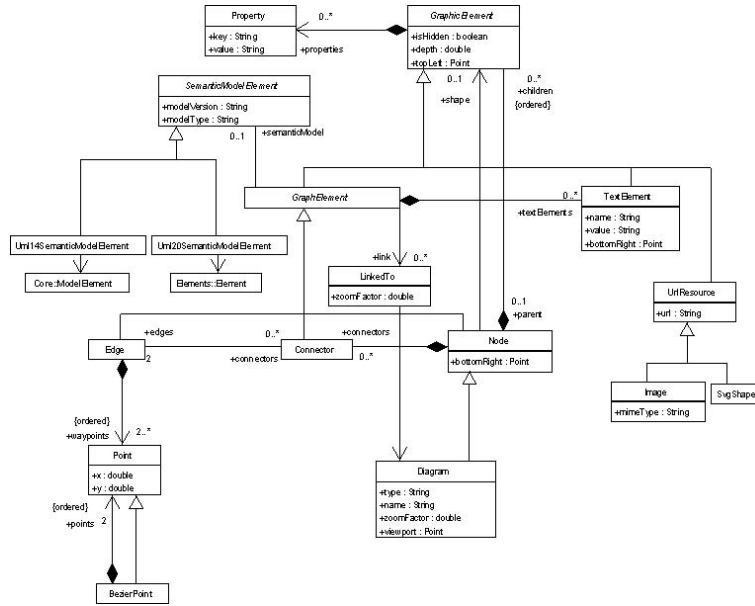 Property
+key : String
+value : String
0..*
+properties
GraphicElement
+isHidden : boolean
+depth : double
+topLeft : Point
0..1
+shape
0..*
+children
{ordered}
SemanticModelElement
+modelVersion : String
+modelType : String
0..1
+semanticModel
GraphElement
0..*
+textElements
TextElement
+name : String
+value : String
+bottomRight : Point
Uml14SemanticModelElement
Uml20SemanticModelElement
Core::ModelElement
Elements::Element
+link
0..*
LinkedTo
+zoomFactor : double
UrlResource
+url : String
0..1
+parent
+edges
2
Edge
0..*
+connectors
Connector
+connectors
0..*
Node
+bottomRight : Point
Image
+mimeType : String
SvgShape
{ordered}
+waypoints
2..*
Point
+x : double
+y : double
{ordered}
+points
2
BezierPoint
Diagram
+type : String
+name : String
+zoomFactor : double
+viewport : Point